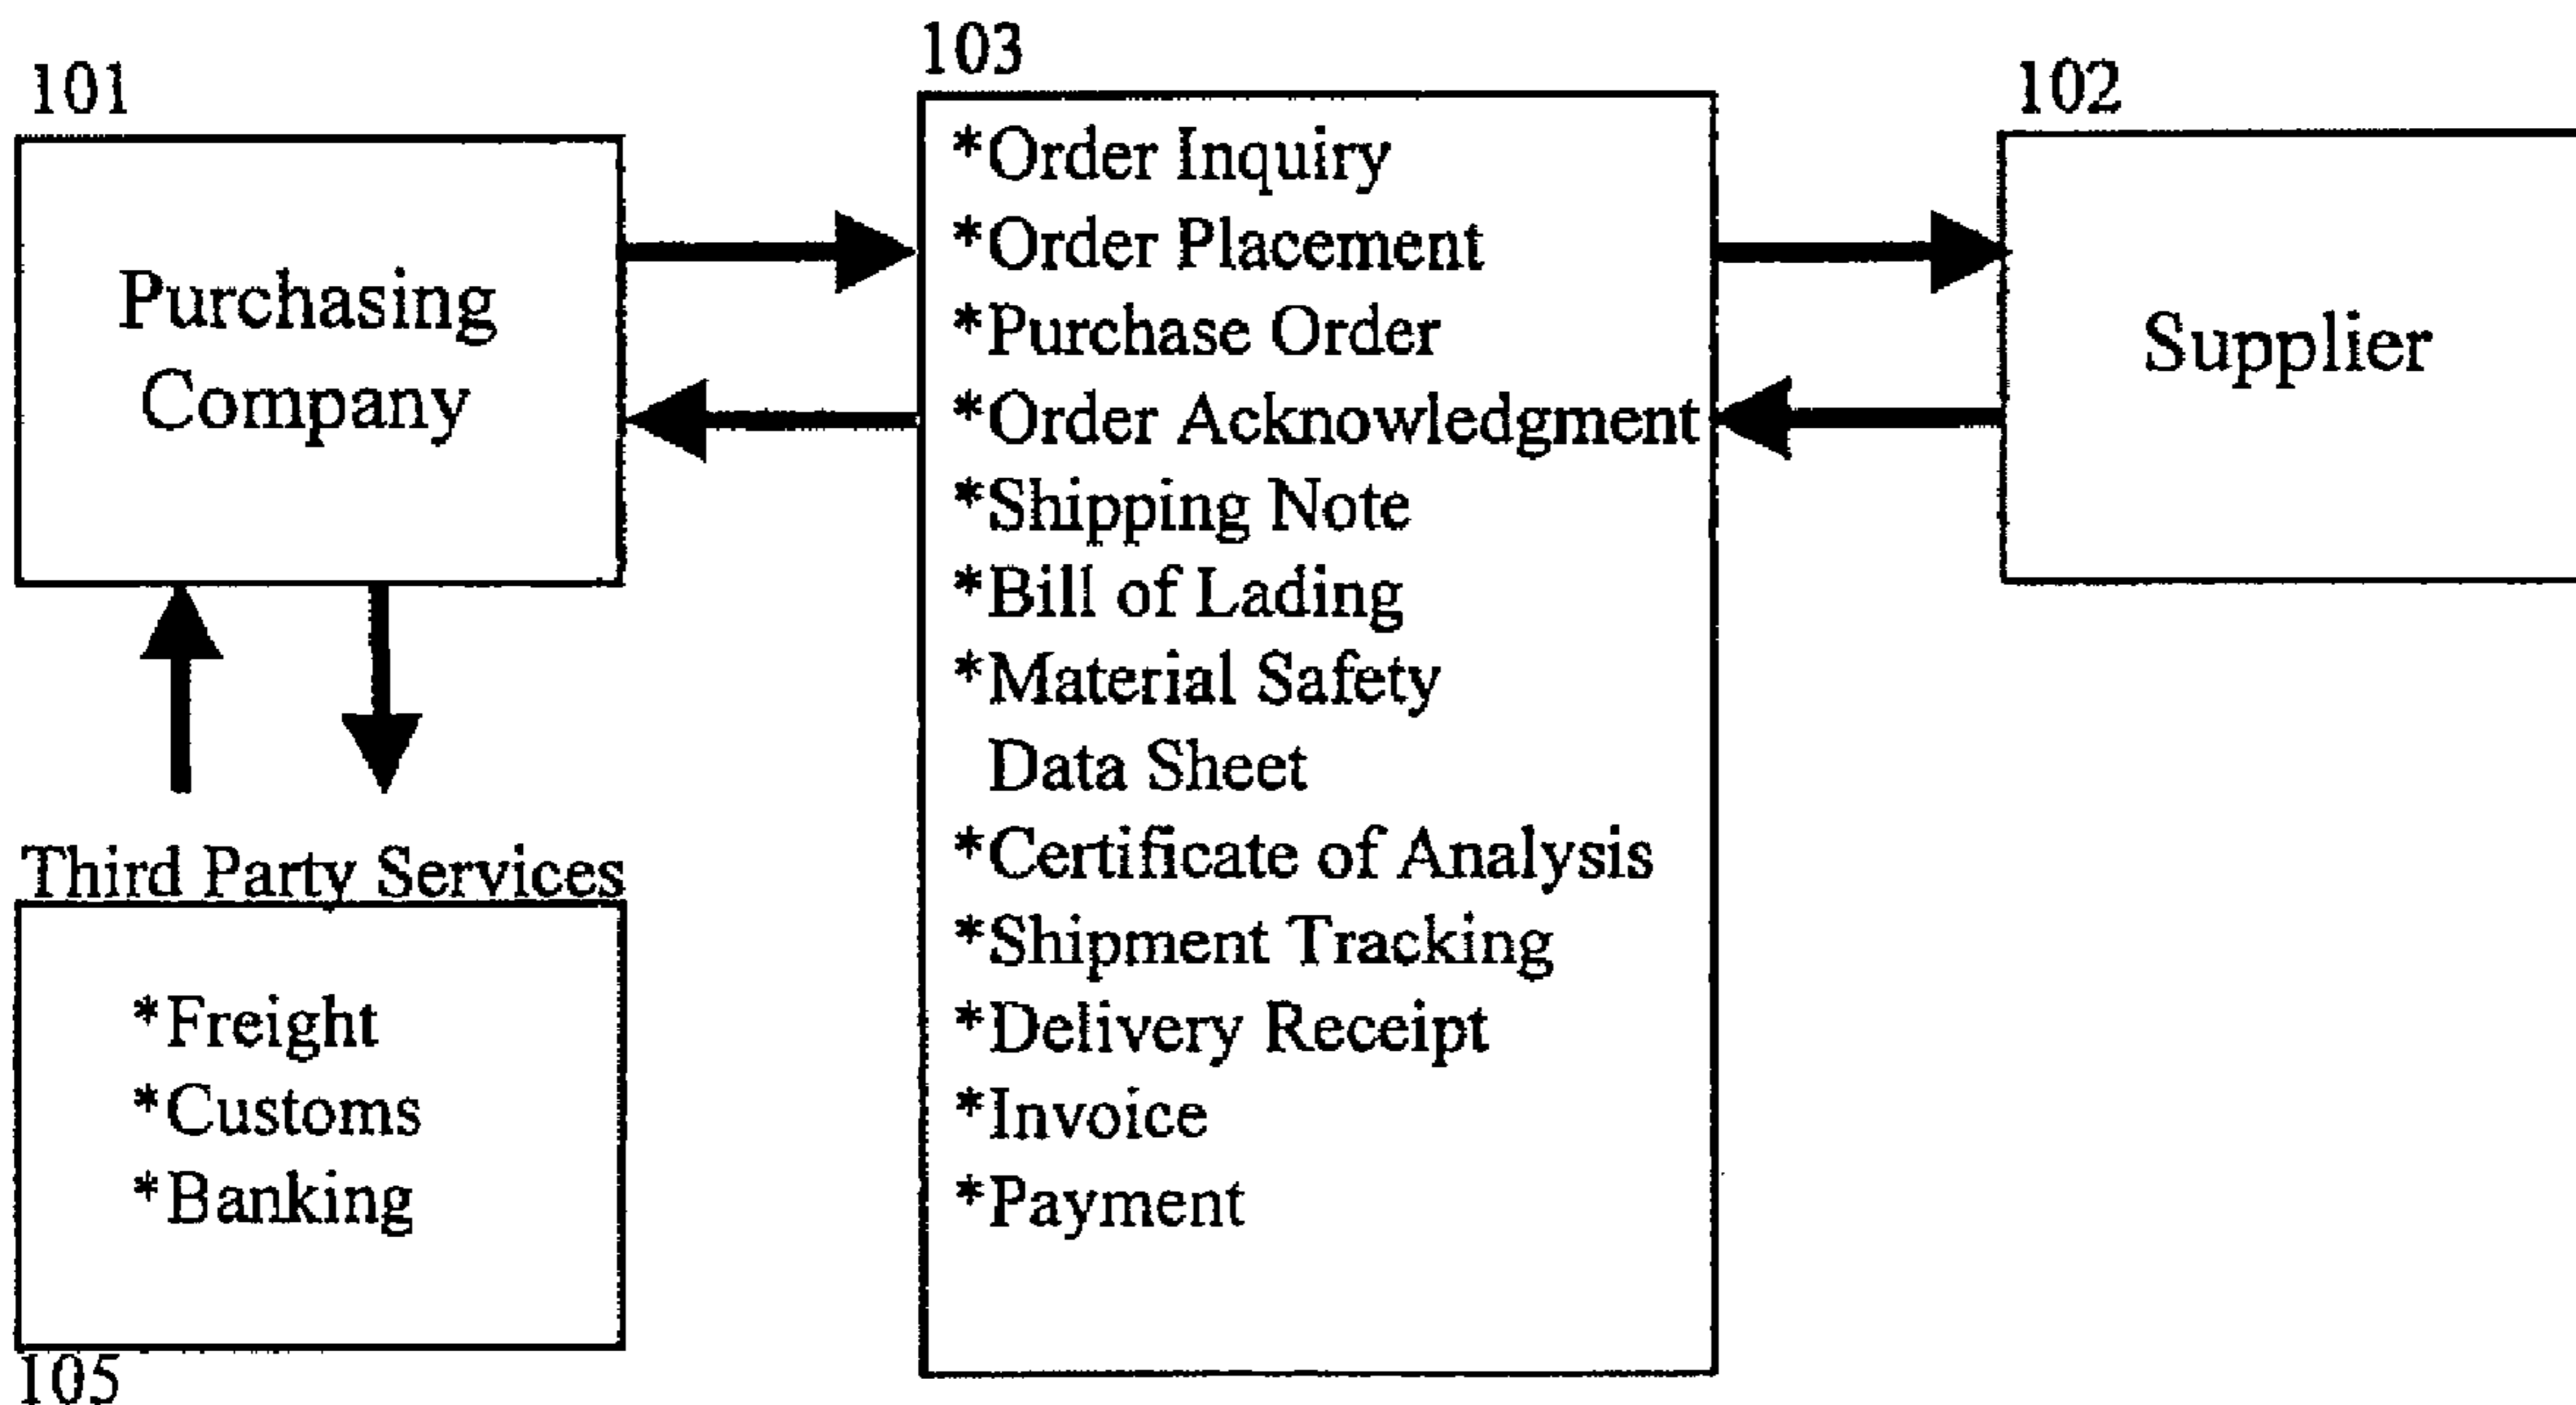 101
Purchasing
Company
Third Party Services
*Freight
*Customs
*Banking
105
103
*Order Inquiry
*Order Placement
*Purchase Order
*Order Acknowledgment
*Shipping Note
*Bill of Lading
*Material Safety
Data Sheet
*Certificate of Analysis
*Shipment Tracking
*Delivery Receipt
*Invoice
*Payment
102
Supplier